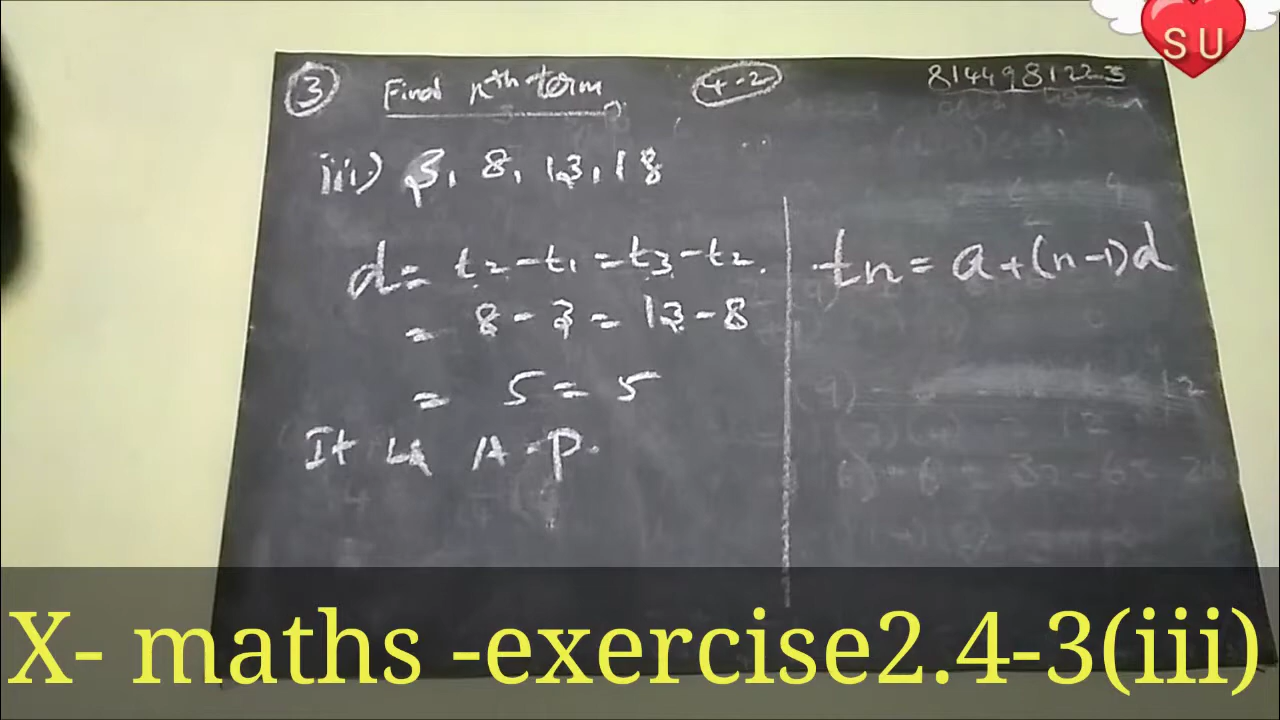 SU
③ Find nth term 4-2 8144981223
iii) 3, 8, 13, 18
d = t₂ - t₁ = t₃ - t₂.
= 8 - 3 = 13 - 8
= 5 = 5
It is A.P.
tn = a + (n-1)d
X- maths -exercise2.4-3(iii)